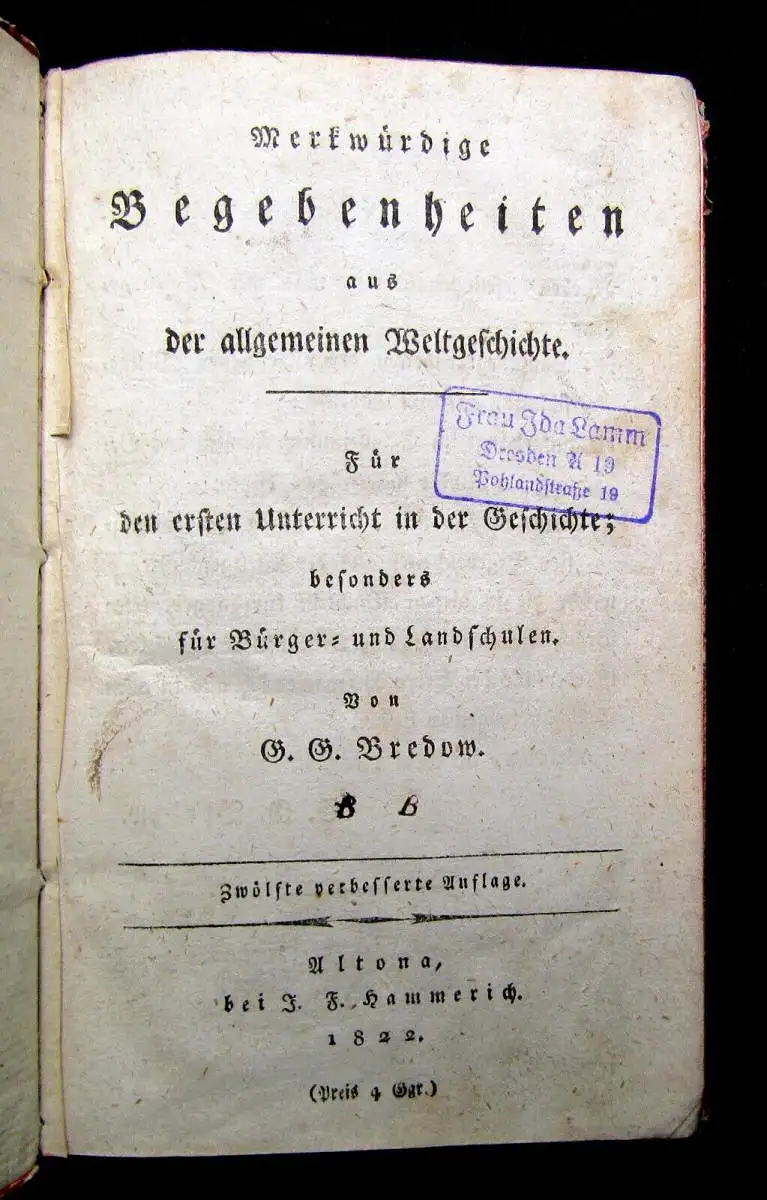 Merkwürdige
Begebenheiten
aus
der allgemeinen Weltgeschichte.
Frau Ida Lamm
Dresden A 19
Pohlandstraße 19
Für
den ersten Unterricht in der Geschichte;
besonders
für Bürger- und Landschulen.
Von
G. G. Bredow.
B B
Zwölfte verbesserte Auflage.
Altona,
bei J. F. Hammerich.
1822.
(Preis 4 Ggr.)